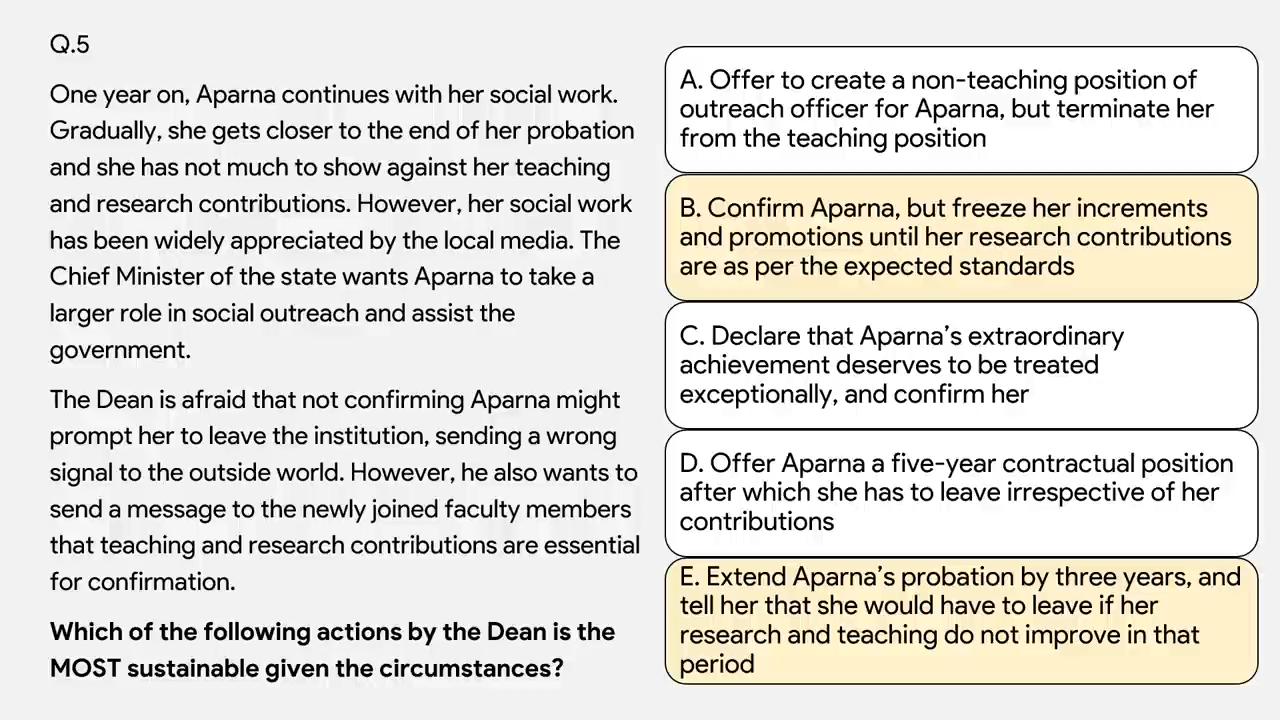 Q.5
One year on, Aparna continues with her social work.
Gradually, she gets closer to the end of her probation
and she has not much to show against her teaching
and research contributions. However, her social work
has been widely appreciated by the local media. The
Chief Minister of the state wants Aparna to take a
larger role in social outreach and assist the
government.
The Dean is afraid that not confirming Aparna might
prompt her to leave the institution, sending a wrong
signal to the outside world. However, he also wants to
send a message to the newly joined faculty members
that teaching and research contributions are essential
for confirmation.
Which of the following actions by the Dean is the
MOST sustainable given the circumstances?
A. Offer to create a non-teaching position of
outreach officer for Aparna, but terminate her
from the teaching position
B. Confirm Aparna, but freeze her increments
and promotions until her research contributions
are as per the expected standards
C. Declare that Aparna's extraordinary
achievement deserves to be treated
exceptionally, and confirm her
D. Offer Aparna a five-year contractual position
after which she has to leave irrespective of her
contributions
E. Extend Aparna's probation by three years, and
tell her that she would have to leave if her
research and teaching do not improve in that
period